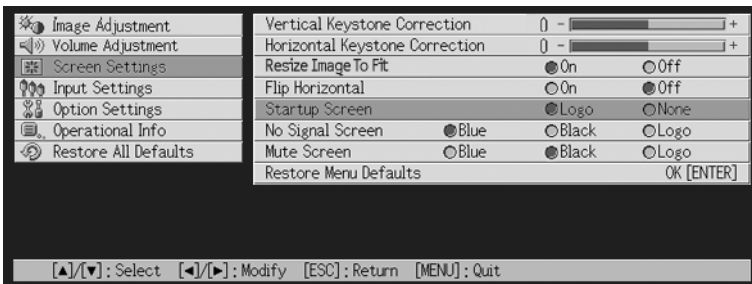 Image Adjustment
Volume Adjustment
Screen Settings
Input Settings
Option Settings
Operational Info
Restore All Defaults
Vertical Keystone Correction 0 - +
Horizontal Keystone Correction 0 - +
Resize Image To Fit On Off
Flip Horizontal On Off
Startup Screen Logo None
No Signal Screen Blue Black Logo
Mute Screen Blue Black Logo
Restore Menu Defaults OK [ENTER]
[▲]/[▼] : Select [◄]/[►] : Modify [ESC] : Return [MENU] : Quit